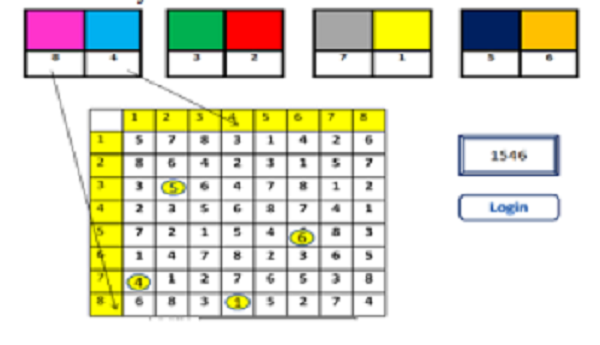 8 4 3 2 7 1 5 6
1 2 3 4 5 6 7 8
1 5 7 8 3 1 4 2 6
2 8 6 4 2 3 1 5 7
3 3 5 6 4 7 8 1 2
4 2 3 5 6 8 7 4 1
5 7 2 1 5 4 6 8 3
6 1 4 7 8 2 3 6 5
7 4 1 2 7 6 5 3 8
8 6 8 3 1 5 2 7 4
1546
Login